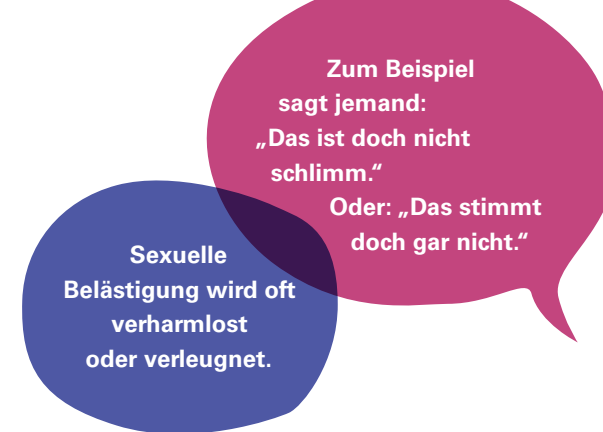 Zum Beispiel
sagt jemand:
„Das ist doch nicht
schlimm.“
Oder: „Das stimmt
doch gar nicht.“
Sexuelle
Belästigung wird oft
verharmlost
oder verleugnet.